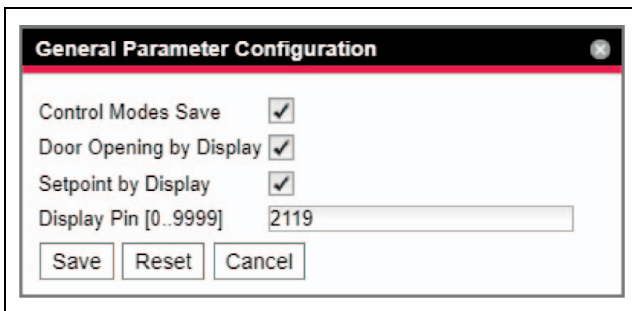 General Parameter Configuration
Control Modes Save
Door Opening by Display
Setpoint by Display
Display Pin [0..9999] 2119
Save Reset Cancel